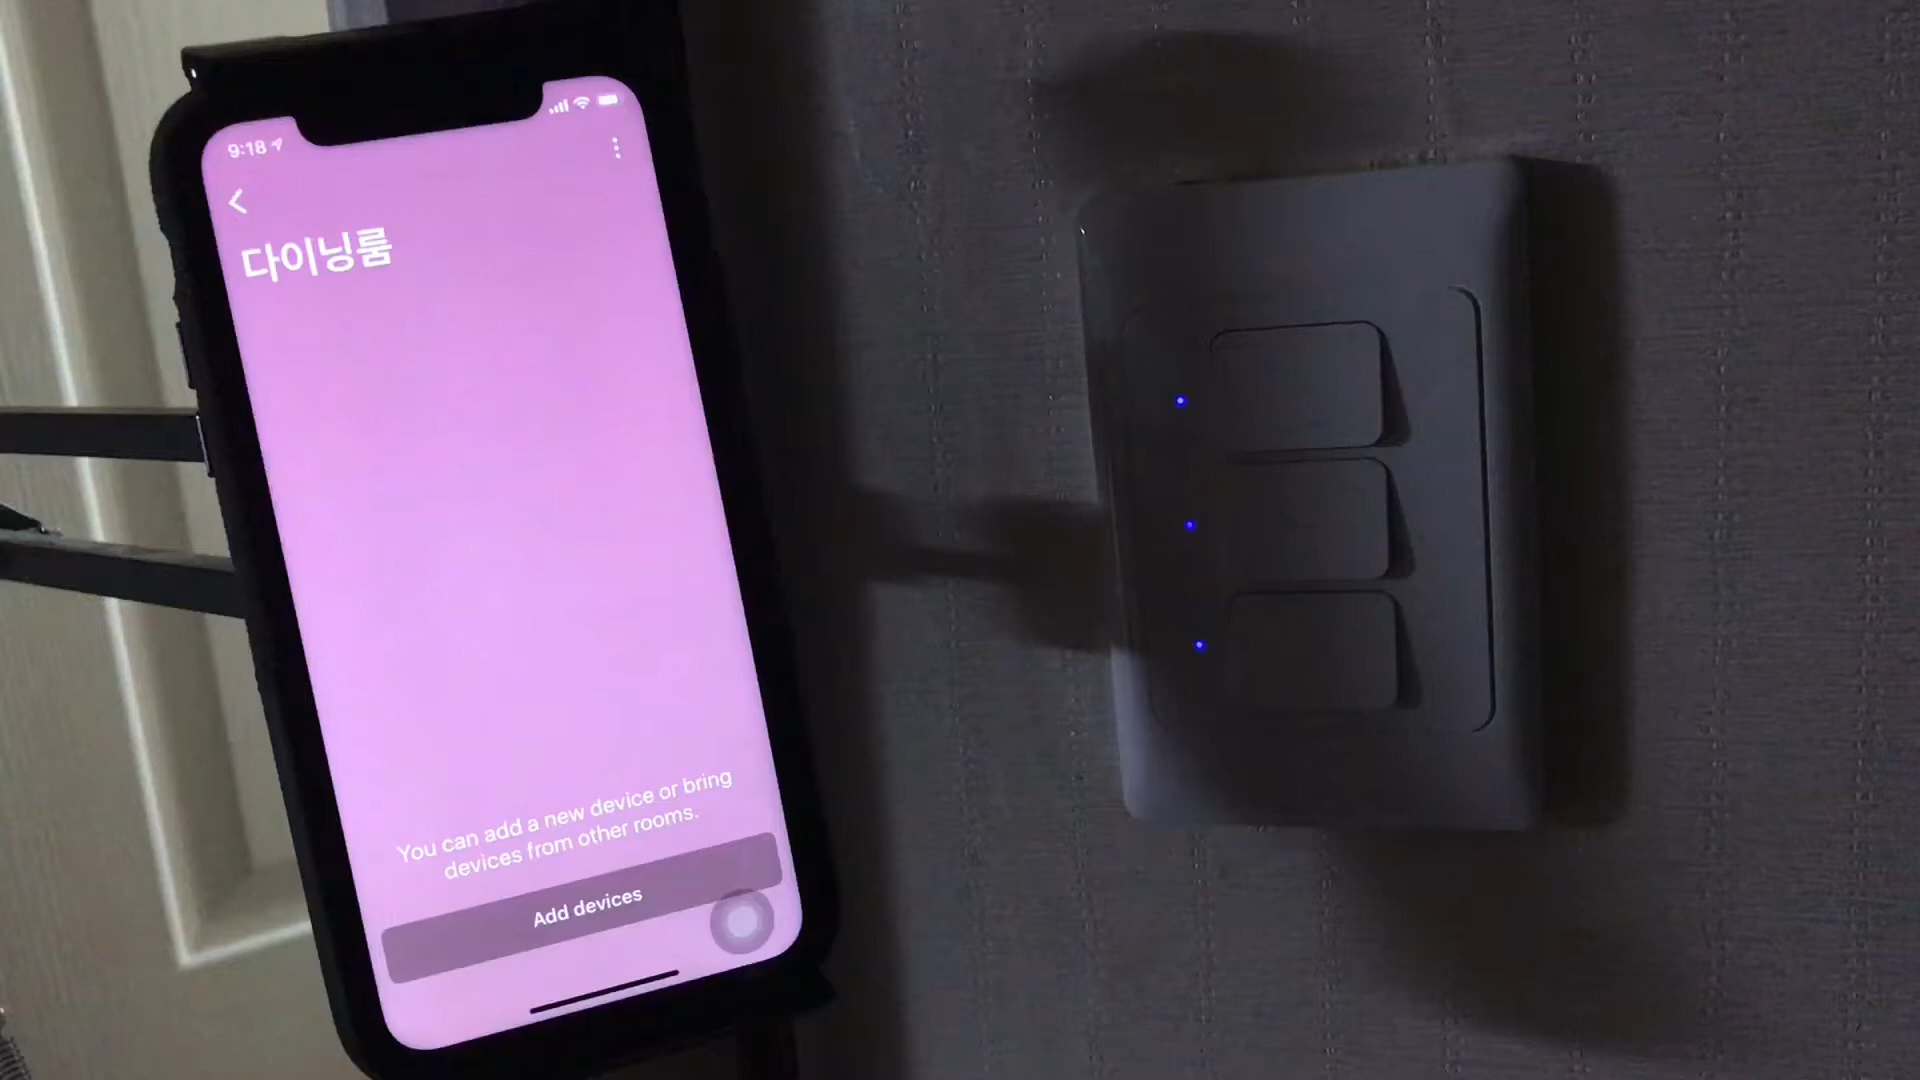 9:18
다이닝룸
You can add a new device or bring
devices from other rooms.
Add devices